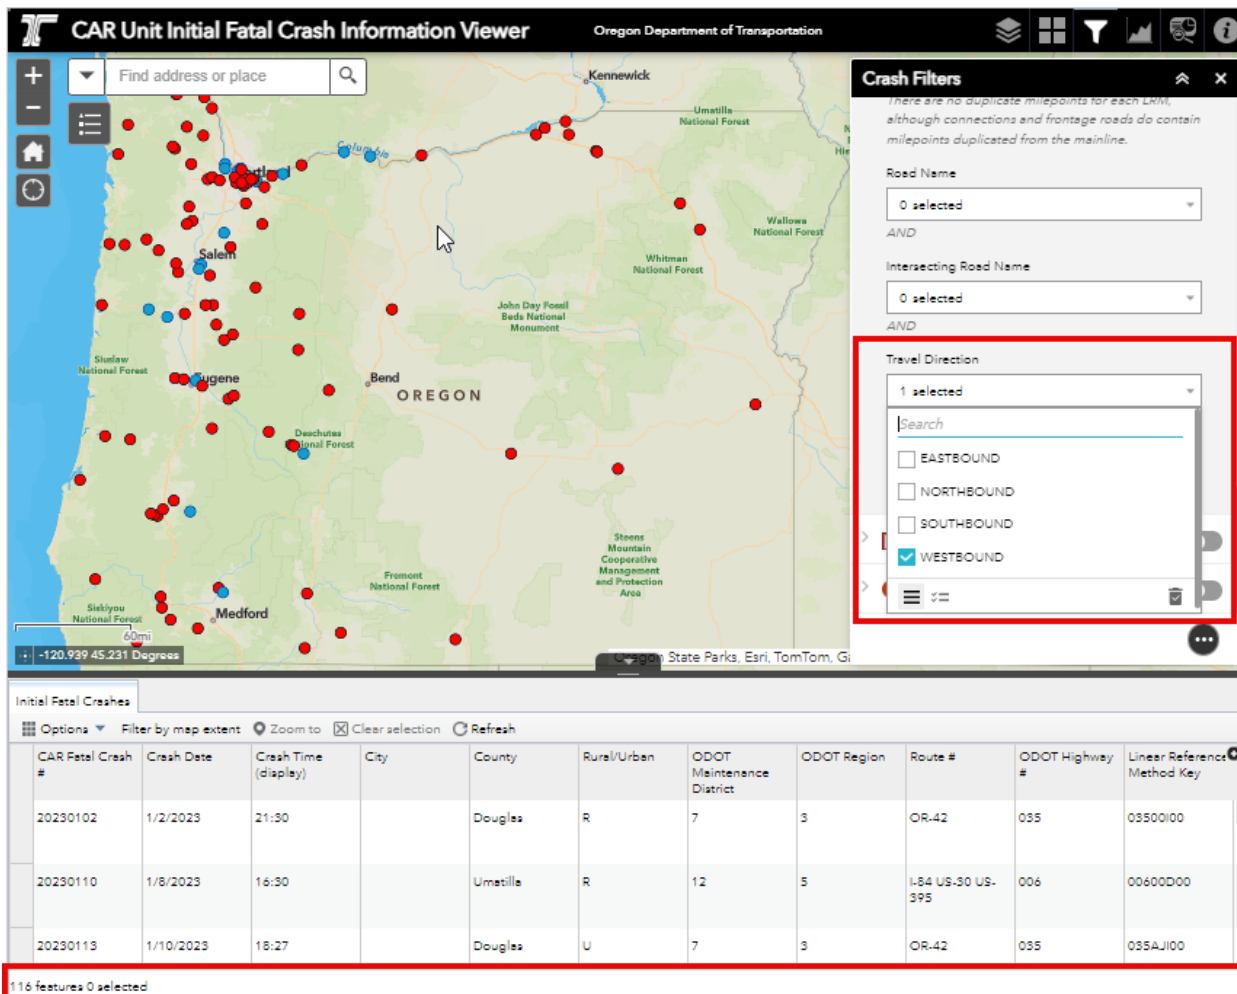 CAR Unit Initial Fatal Crash Information Viewer
Oregon Department of Transportation
Find address or place
Crash Filters
There are no duplicate milepoints for each LRM,
although connections and frontage roads do contain
milepoints duplicated from the mainline.
Road Name
0 selected
AND
Intersecting Road Name
0 selected
AND
Travel Direction
1 selected
Search
EASTBOUND
NORTHBOUND
SOUTHBOUND
WESTBOUND
Kennewick
Umatilla
National Forest
Columbia
Wallowa
National Forest
Whitman
National Forest
Salem
John Day Fossil
Beds National
Monument
Siuslaw
National Forest
Eugene
Bend
OREGON
Deschutes
National Forest
Steens
Mountain
Cooperative
Management
and Protection
Area
Fremont
National Forest
Siskiyou
National Forest
Medford
60mi
-120.939 45.231 Degrees
Oregon State Parks, Esri, TomTom, G
Initial Fatal Crashes
Options Filter by map extent Zoom to Clear selection Refresh
CAR Fatal Crash # Crash Date Crash Time (display) City County Rural/Urban ODOT Maintenance District ODOT Region Route # ODOT Highway # Linear Reference Method Key
20230102 1/2/2023 21:30 Douglas R 7 3 OR-42 035 03500I00
20230110 1/8/2023 16:30 Umatilla R 12 5 I-84 US-30 US-395 006 00600D00
20230113 1/10/2023 18:27 Douglas U 7 3 OR-42 035 035AJI00
116 features 0 selected